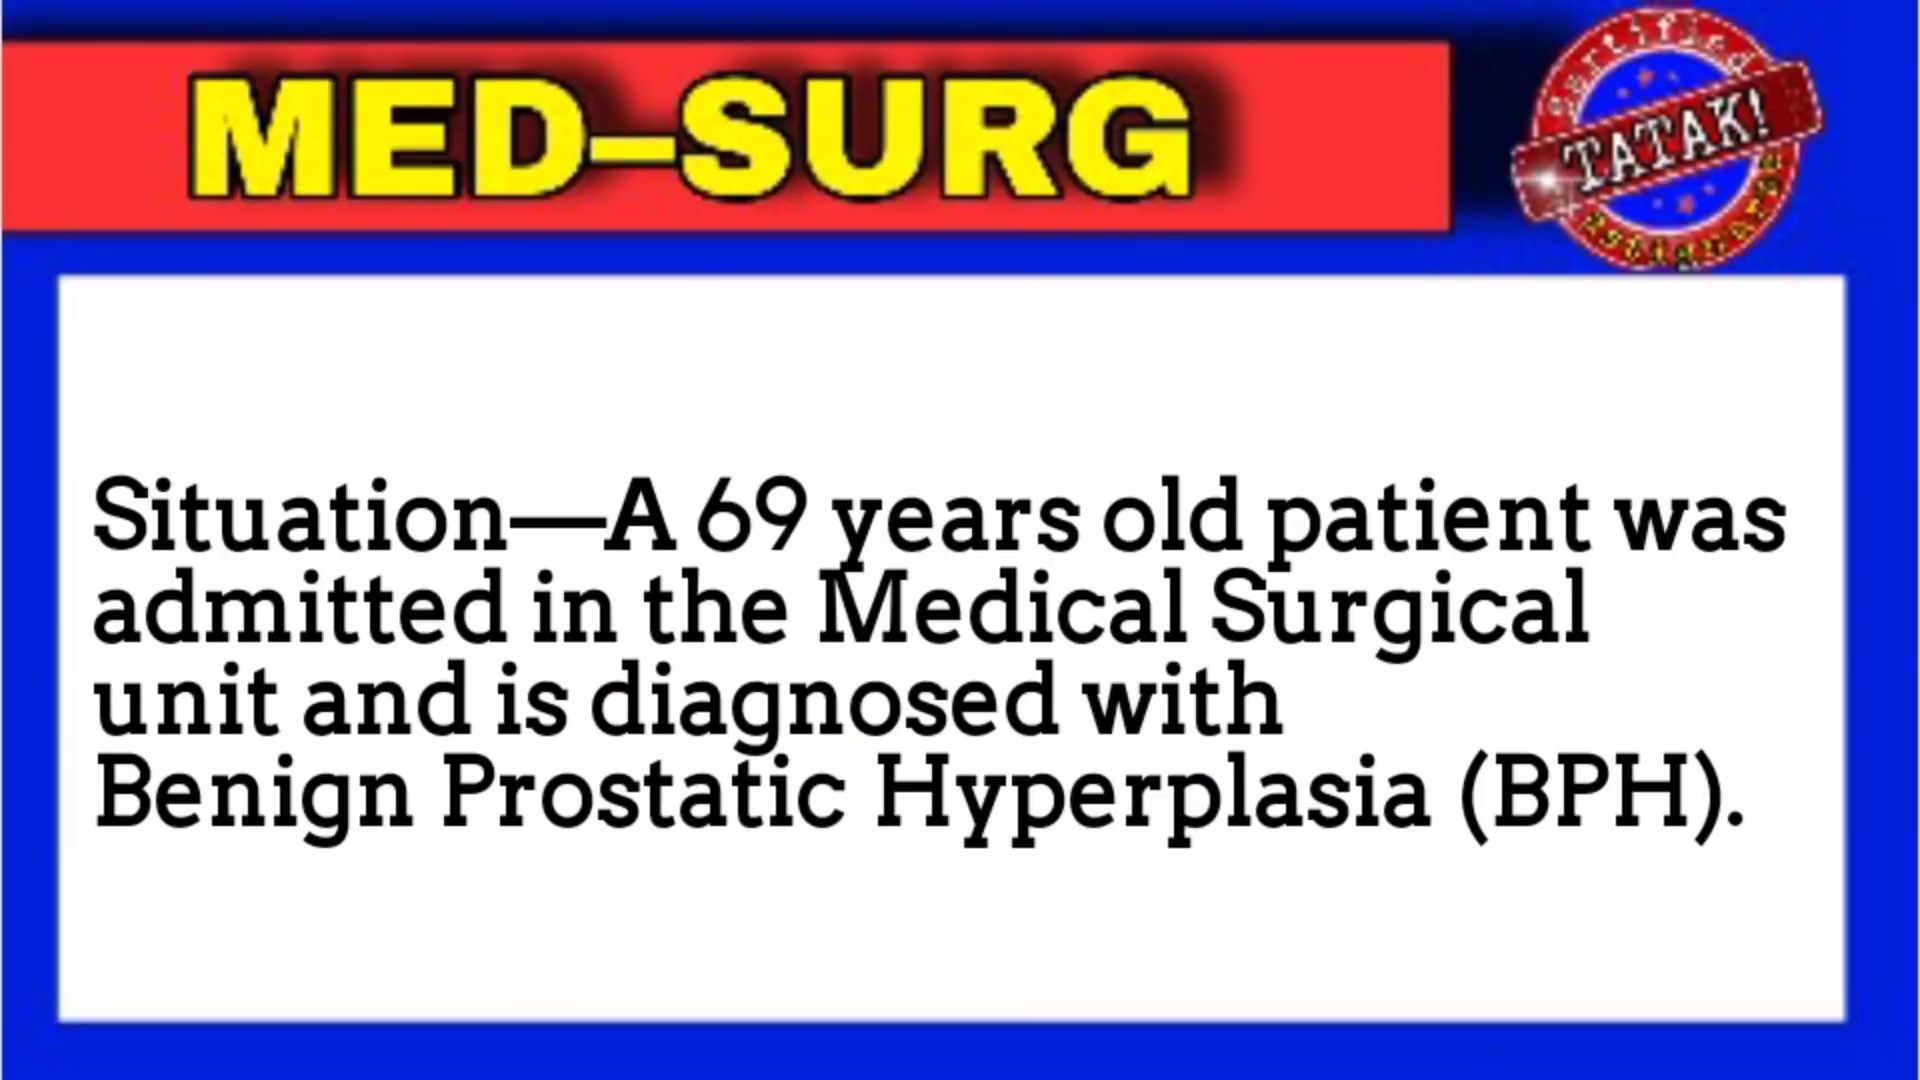 MED–SURG
Certified
TATAK!
Situation—A 69 years old patient was
admitted in the Medical Surgical
unit and is diagnosed with
Benign Prostatic Hyperplasia (BPH).